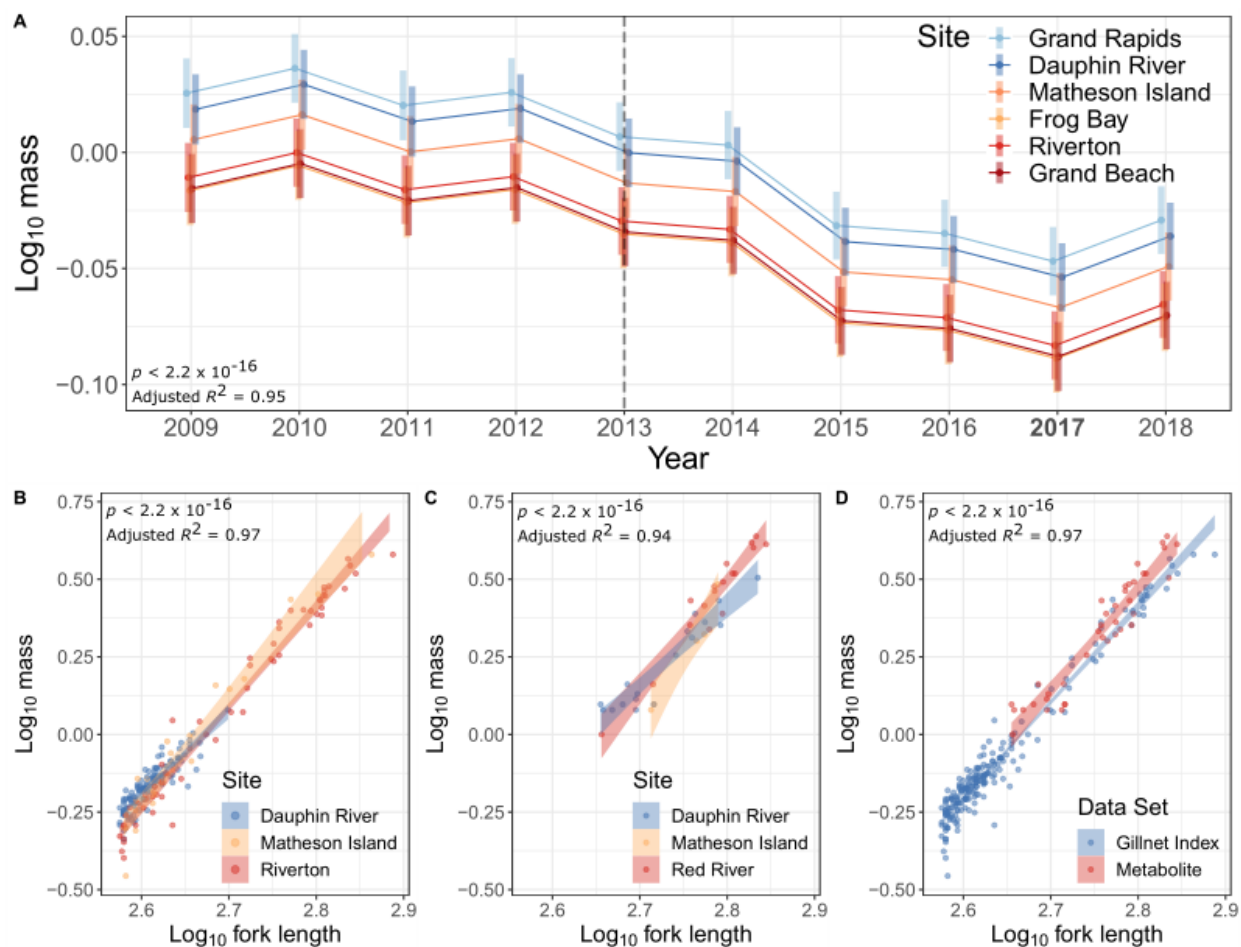 A
Log10 mass
0.05
0.00
−0.05
−0.10
Site
Grand Rapids
Dauphin River
Matheson Island
Frog Bay
Riverton
Grand Beach
p < 2.2 x 10-16
Adjusted R2 = 0.95
2009 2010 2011 2012 2013 2014 2015 2016 2017 2018
Year
B
Log10 mass
0.75
0.50
0.25
0.00
−0.25
−0.50
p < 2.2 x 10-16
Adjusted R2 = 0.97
Site
Dauphin River
Matheson Island
Riverton
2.6 2.7 2.8 2.9
Log10 fork length
C
Log10 mass
0.75
0.50
0.25
0.00
−0.25
−0.50
p < 2.2 x 10-16
Adjusted R2 = 0.94
Site
Dauphin River
Matheson Island
Red River
2.6 2.7 2.8 2.9
Log10 fork length
D
Log10 mass
0.75
0.50
0.25
0.00
−0.25
−0.50
p < 2.2 x 10-16
Adjusted R2 = 0.97
Data Set
Gillnet Index
Metabolite
2.6 2.7 2.8 2.9
Log10 fork length